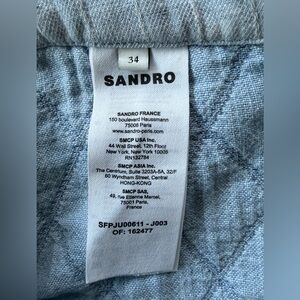 34
SANDRO
SANDRO FRANCE
150 boulevard Haussmann
75008 Paris
www.sandro-paris.com
SMCP USA Inc.
44 Wall Street, 12th Floor
New York, New York 10005
RN132784
SMCP ASIA Inc.
The Centrium, Suite 3203A-5A, 32/F
60 Wyndham Street, Central
HONG-KONG
SMCP SAS,
49, rue Etienne Marcel,
75001 Paris,
France
SFPJU00611 - J003
OF: 162477